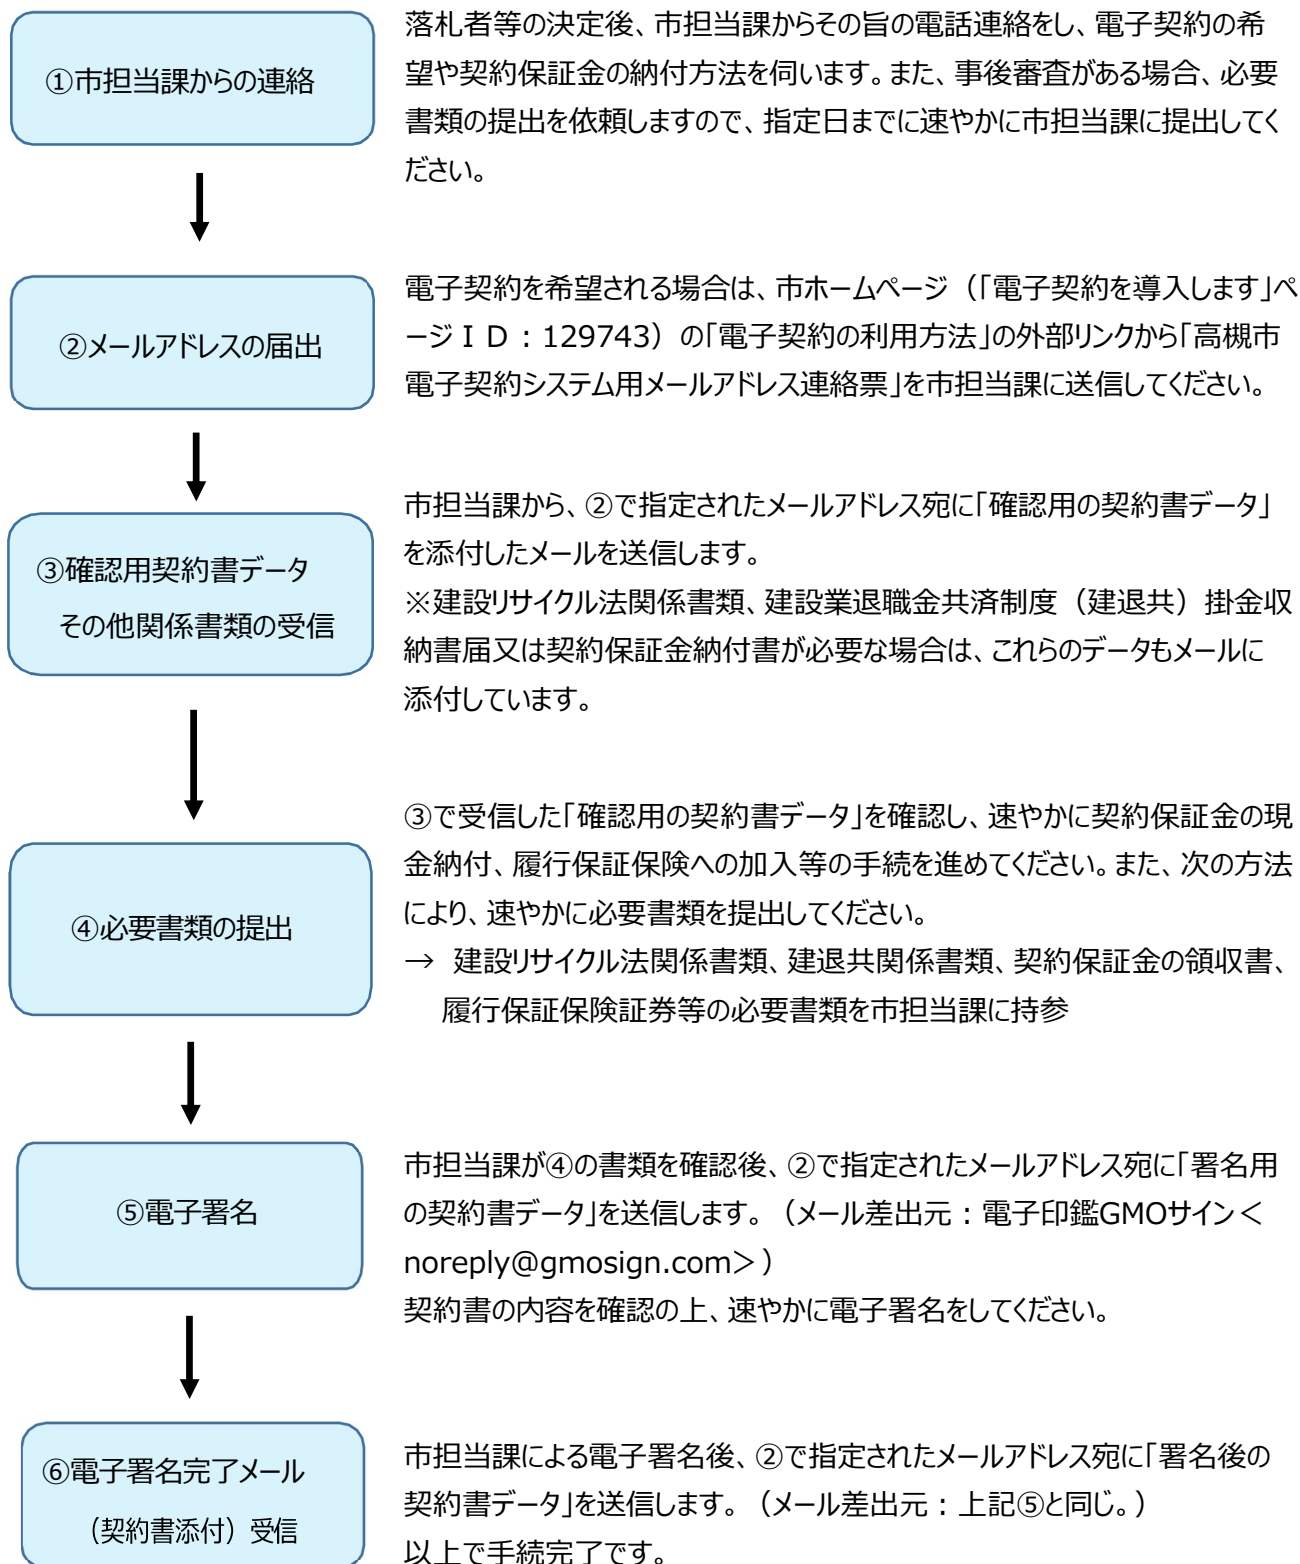 ①市担当課からの連絡
落札者等の決定後、市担当課からその旨の電話連絡をし、電子契約の希
望や契約保証金の納付方法を伺います。また、事後審査がある場合、必要
書類の提出を依頼しますので、指定日までに速やかに市担当課に提出してく
ださい。
②メールアドレスの届出
電子契約を希望される場合は、市ホームページ（「電子契約を導入します」ペ
ージＩＤ：129743）の「電子契約の利用方法」の外部リンクから「高槻市
電子契約システム用メールアドレス連絡票」を市担当課に送信してください。
③確認用契約書データ
その他関係書類の受信
市担当課から、②で指定されたメールアドレス宛に「確認用の契約書データ」
を添付したメールを送信します。
※建設リサイクル法関係書類、建設業退職金共済制度（建退共）掛金収
納書届又は契約保証金納付書が必要な場合は、これらのデータもメールに
添付しています。
④必要書類の提出
③で受信した「確認用の契約書データ」を確認し、速やかに契約保証金の現
金納付、履行保証保険への加入等の手続を進めてください。また、次の方法
により、速やかに必要書類を提出してください。
→ 建設リサイクル法関係書類、建退共関係書類、契約保証金の領収書、
履行保証保険証券等の必要書類を市担当課に持参
⑤電子署名
市担当課が④の書類を確認後、②で指定されたメールアドレス宛に「署名用
の契約書データ」を送信します。（メール差出元：電子印鑑GMOサイン＜
noreply@gmosign.com＞）
契約書の内容を確認の上、速やかに電子署名をしてください。
⑥電子署名完了メール
（契約書添付）受信
市担当課による電子署名後、②で指定されたメールアドレス宛に「署名後の
契約書データ」を送信します。（メール差出元：上記⑤と同じ。）
以上で手続完了です。